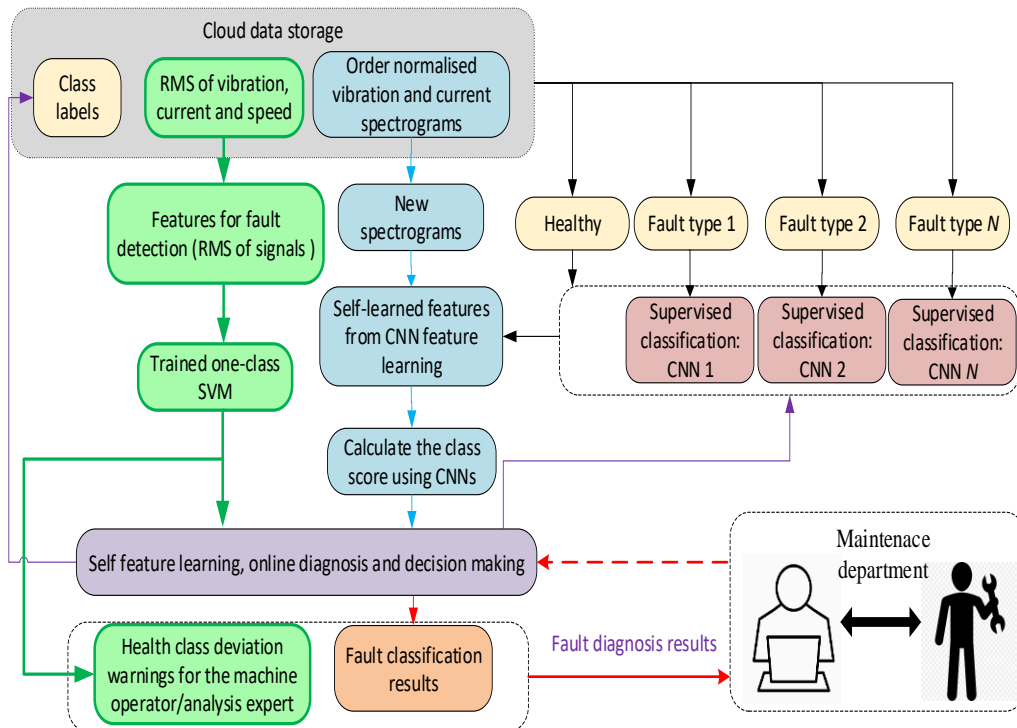 Cloud data storage
Class
labels
RMS of vibration,
current and speed
Order normalised
vibration and current
spectrograms
Features for fault
detection (RMS of signals )
New
spectrograms
Healthy
Fault type 1
Fault type 2
Fault type N
Self-learned features
from CNN feature
learning
Supervised
classification:
CNN 1
Supervised
classification:
CNN 2
Supervised
classification:
CNN N
Trained one-class
SVM
Calculate the class
score using CNNs
Self feature learning, online diagnosis and decision making
Maintenace
department
Health class deviation
warnings for the machine
operator/analysis expert
Fault classification
results
Fault diagnosis results